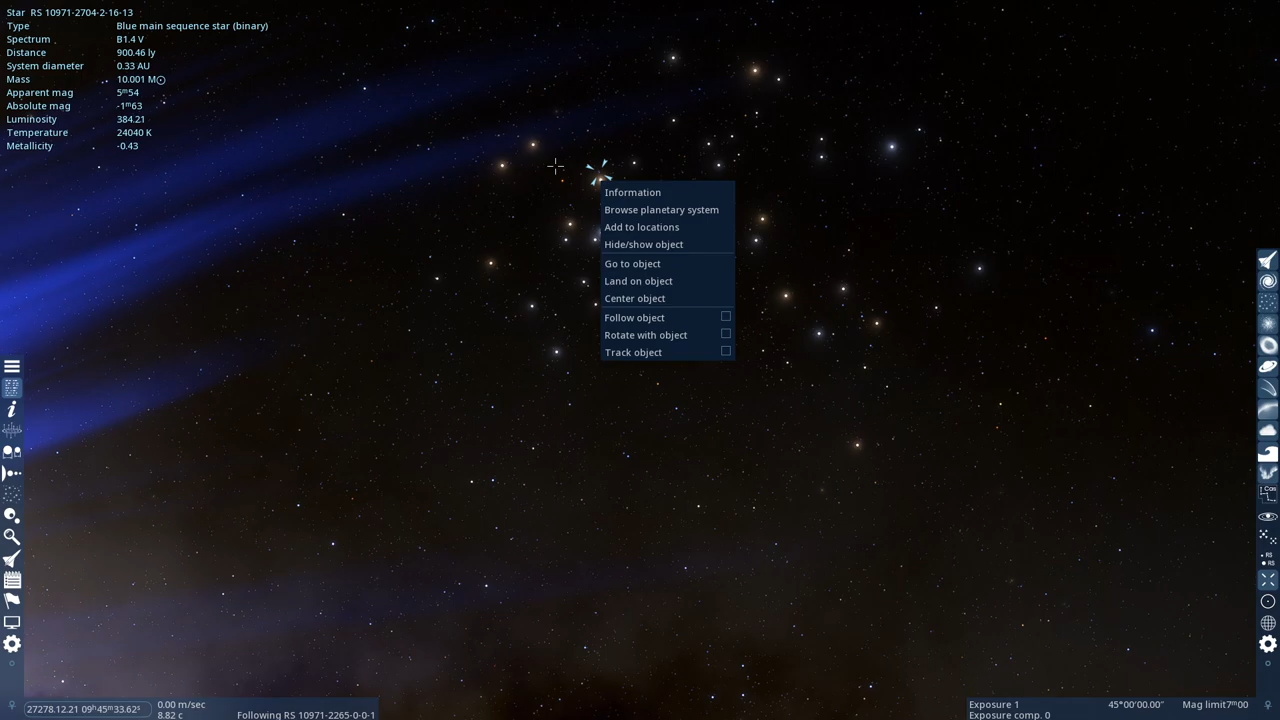 Star RS 10971-2704-2-16-13
Type Blue main sequence star (binary)
Spectrum B1.4 V
Distance 900.46 ly
System diameter 0.33 AU
Mass 10.001 M☉
Apparent mag 5ᵐ54
Absolute mag -1ᵐ63
Luminosity 384.21
Temperature 24040 K
Metallicity -0.43
Information
Browse planetary system
Add to locations
Hide/show object
Go to object
Land on object
Center object
Follow object
Rotate with object
Track object
Can
RS
RS
27278.12.21 09ʰ45ᵐ33.62ˢ
0.00 m/sec
8.82 c
Following RS 10971-2265-0-0-1
Exposure 1
Exposure comp. 0
45°00'00.00"
Mag limit7ᵐ00